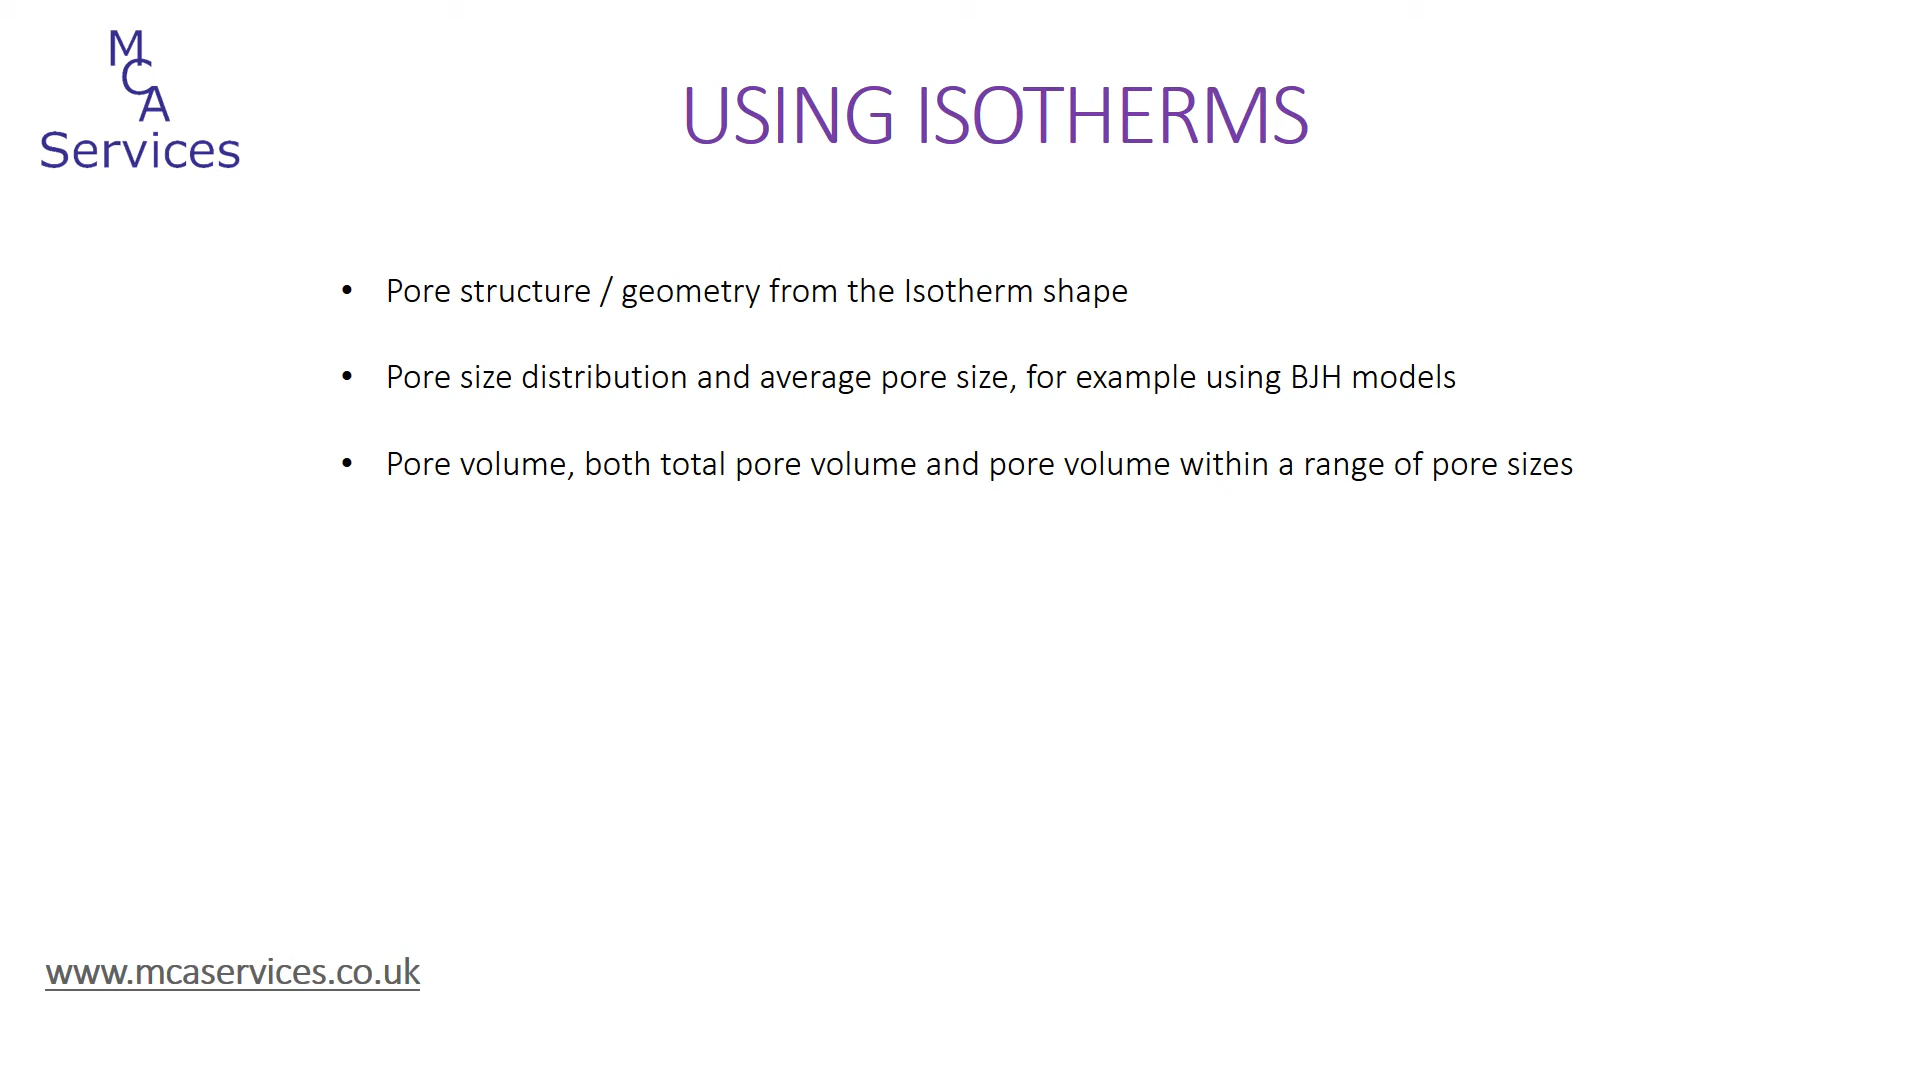 M
C
A
Services
USING ISOTHERMS
• Pore structure / geometry from the Isotherm shape
• Pore size distribution and average pore size, for example using BJH models
• Pore volume, both total pore volume and pore volume within a range of pore sizes
www.mcaservices.co.uk